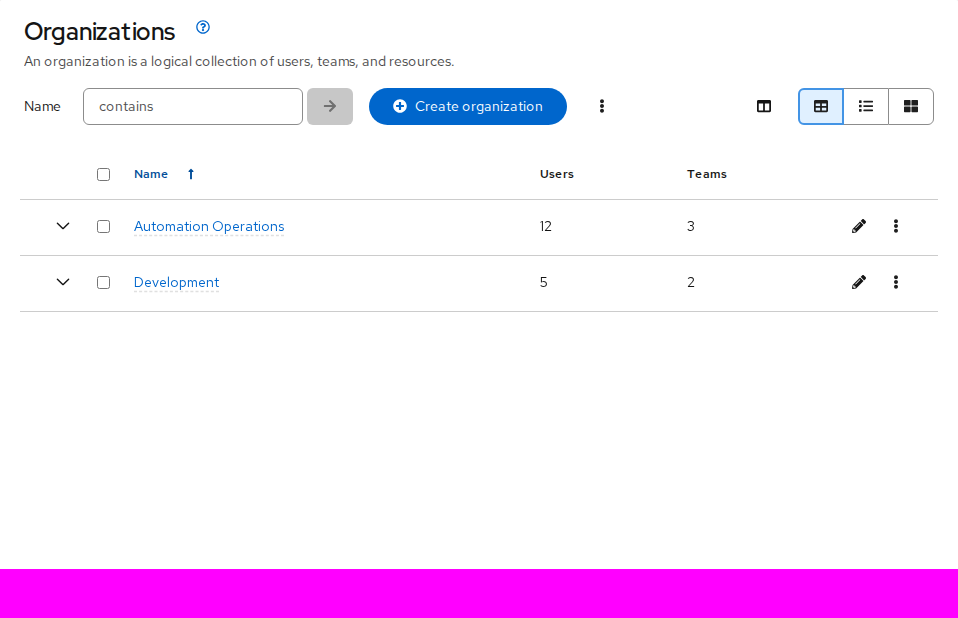 Organizations
An organization is a logical collection of users, teams, and resources.
Name contains Create organization
Name Users Teams
Automation Operations 12 3
Development 5 2